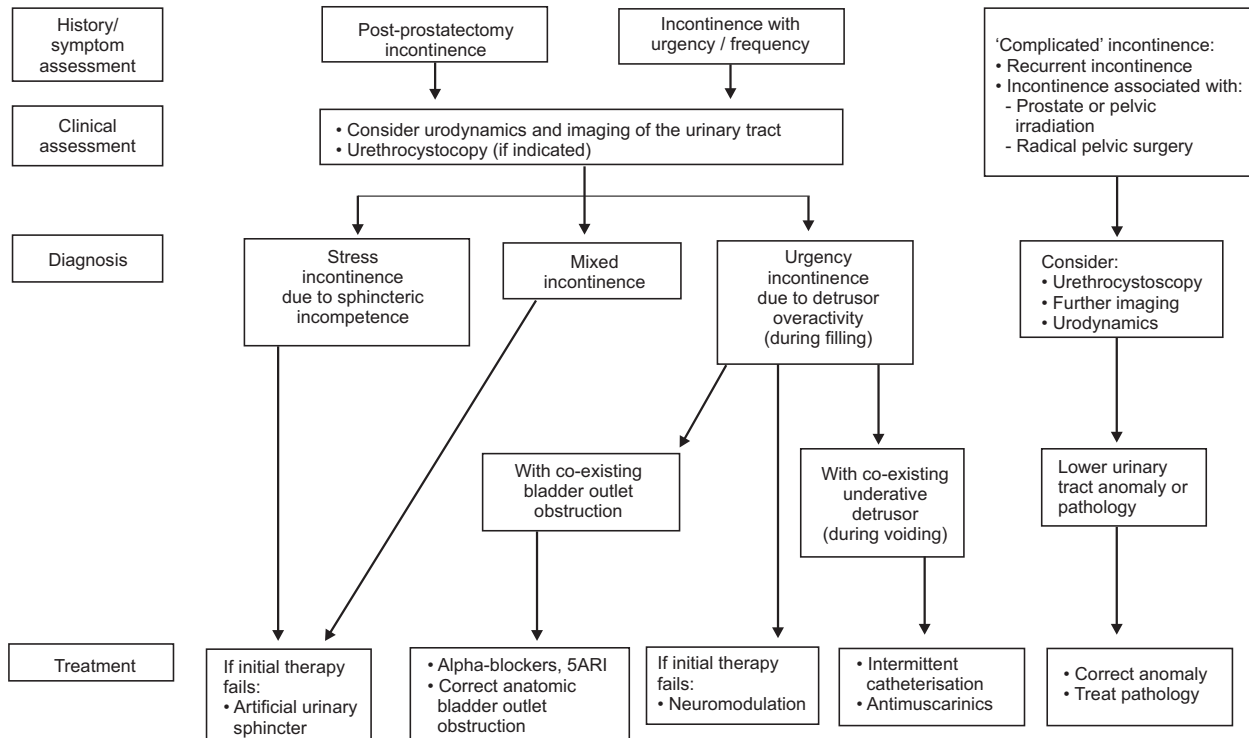 History/
symptom
assessment
Post-prostatectomy
incontinence
Incontinence with
urgency / frequency
‘Complicated’ incontinence:
• Recurrent incontinence
• Incontinence associated with:
- Prostate or pelvic
irradiation
- Radical pelvic surgery
Clinical
assessment
• Consider urodynamics and imaging of the urinary tract
• Urethrocystocopy (if indicated)
Diagnosis
Stress
incontinence
due to sphincteric
incompetence
Mixed
incontinence
Urgency
incontinence
due to detrusor
overactivity
(during filling)
Consider:
• Urethrocystoscopy
• Further imaging
• Urodynamics
With co-existing
bladder outlet
obstruction
With co-existing
underative
detrusor
(during voiding)
Lower urinary
tract anomaly or
pathology
Treatment
If initial therapy
fails:
• Artificial urinary
sphincter
• Alpha-blockers, 5ARI
• Correct anatomic
bladder outlet
obstruction
If initial therapy
fails:
• Neuromodulation
• Intermittent
catheterisation
• Antimuscarinics
• Correct anomaly
• Treat pathology